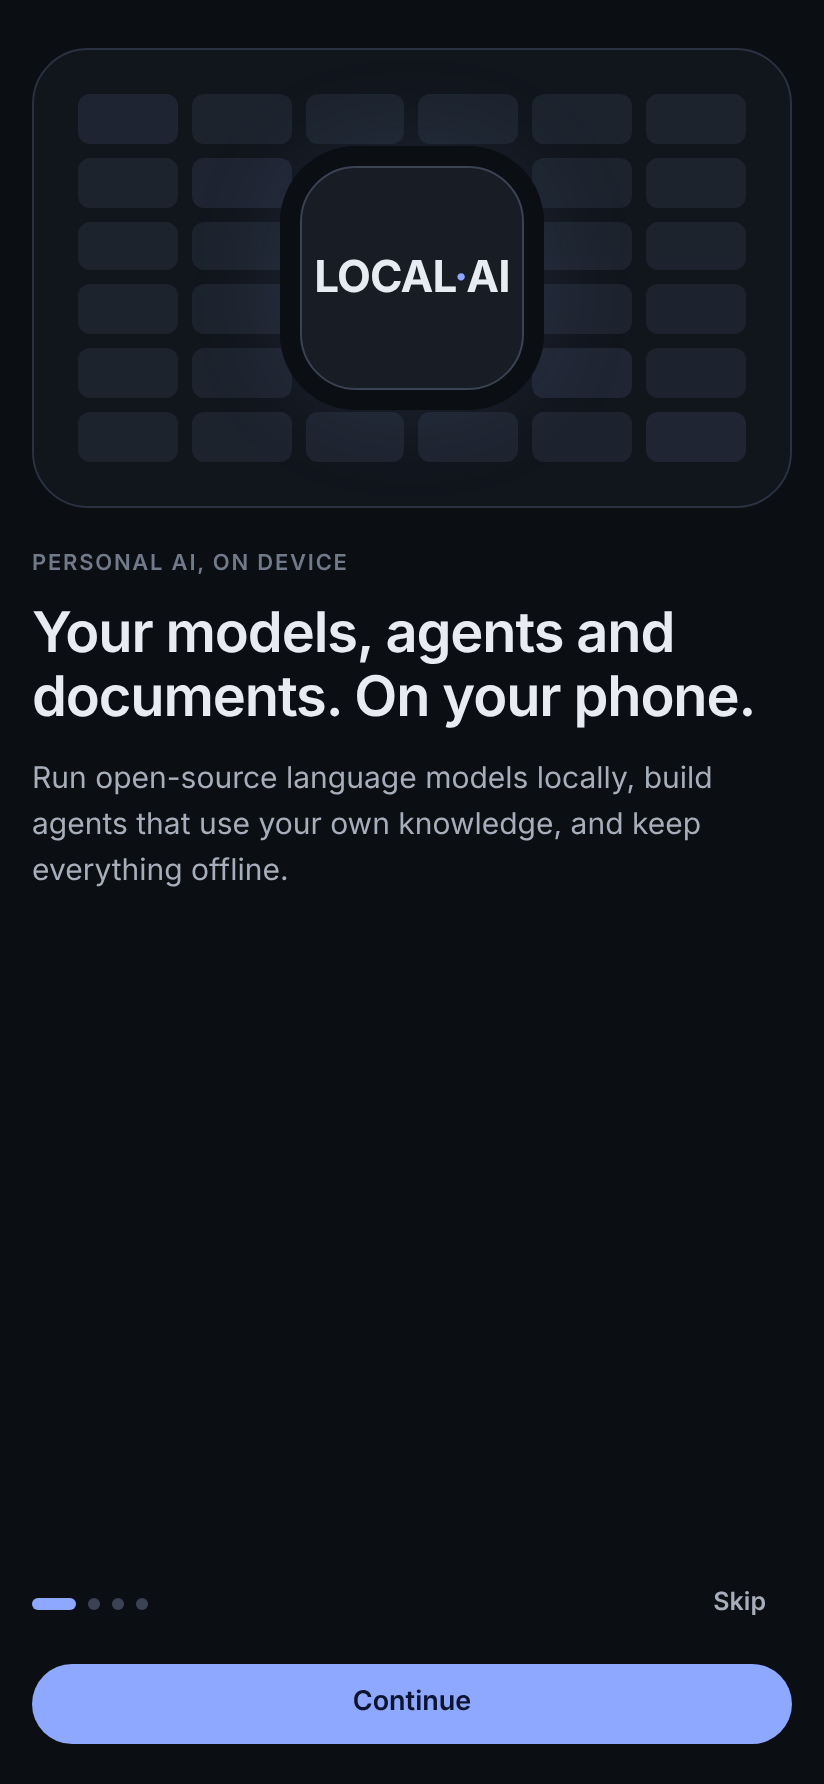 LOCAL·AI
PERSONAL AI, ON DEVICE
Your models, agents and
documents. On your phone.
Run open-source language models locally, build
agents that use your own knowledge, and keep
everything offline.
Skip
Continue